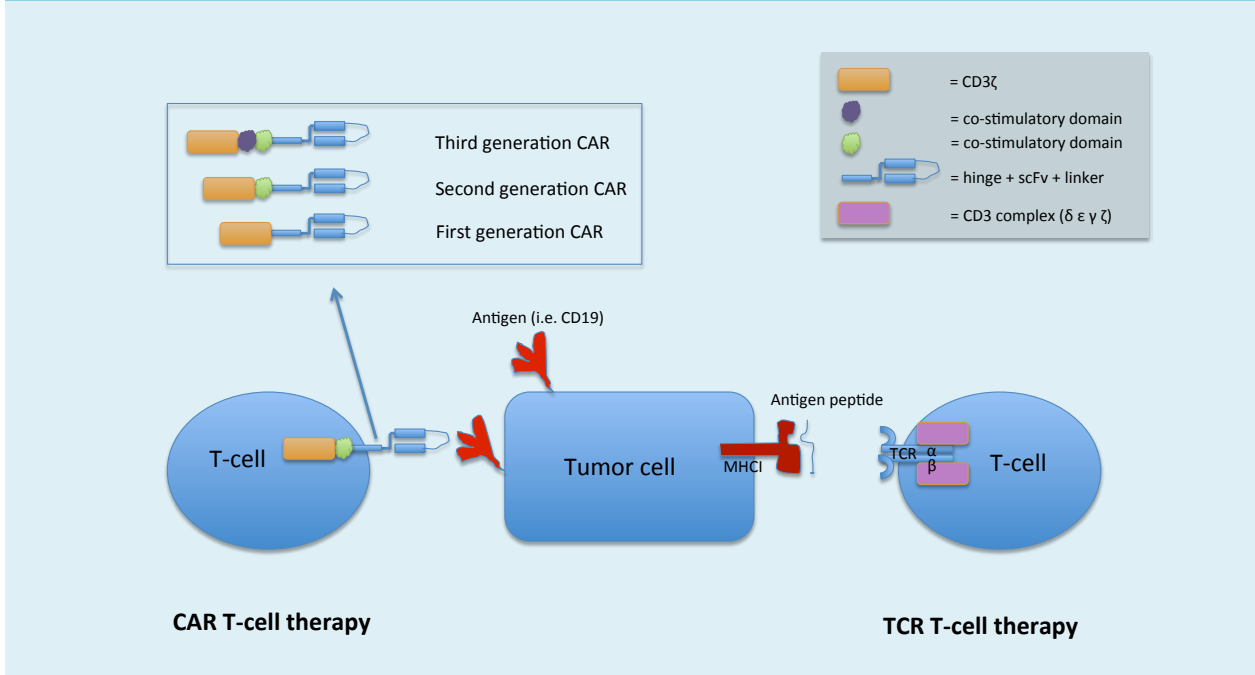 Third generation CAR
Second generation CAR
First generation CAR
= CD3ζ
= co-stimulatory domain
= co-stimulatory domain
= hinge + scFv + linker
= CD3 complex (δ ε γ ζ)
Antigen (i.e. CD19)
T-cell
Tumor cell
Antigen peptide
MHCI
TCR
α
β
T-cell
CAR T-cell therapy
TCR T-cell therapy